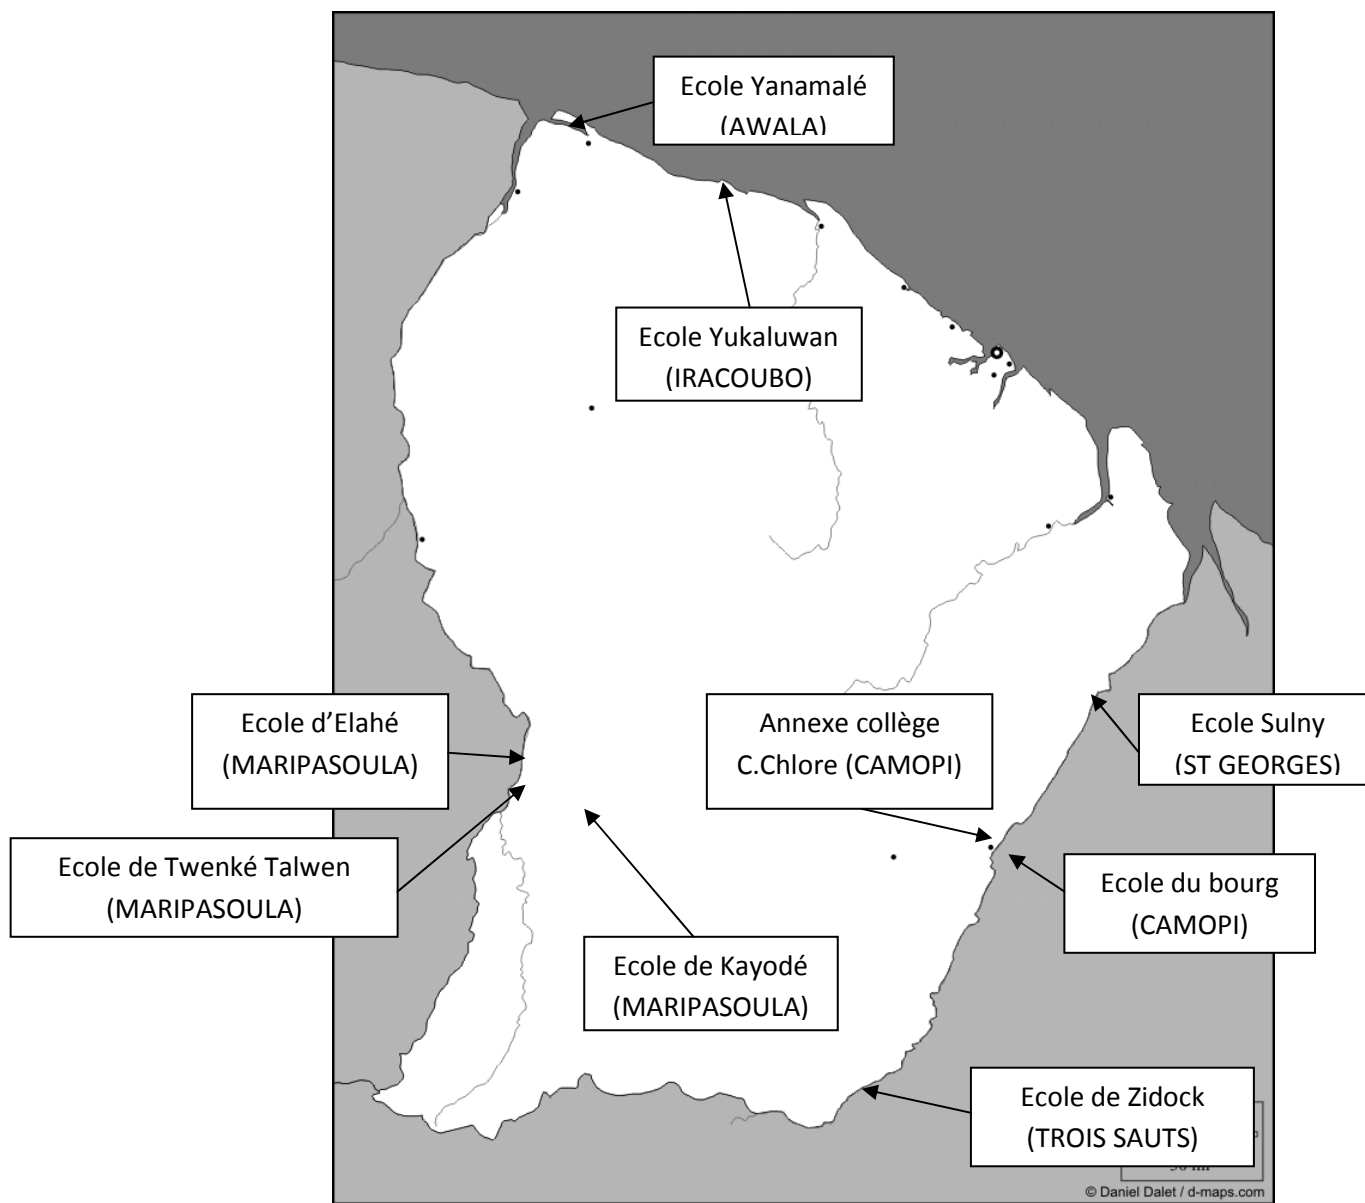 Ecole Yanamalé
(AWALA)
Ecole Yukaluwan
(IRACOUBO)
Ecole d’Elahé
(MARIPASOULA)
Annexe collège
C.Chlore (CAMOPI)
Ecole Sulny
(ST GEORGES)
Ecole de Twenké Talwen
(MARIPASOULA)
Ecole du bourg
(CAMOPI)
Ecole de Kayodé
(MARIPASOULA)
Ecole de Zidock
(TROIS SAUTS)
© Daniel Dalet / d-maps.com